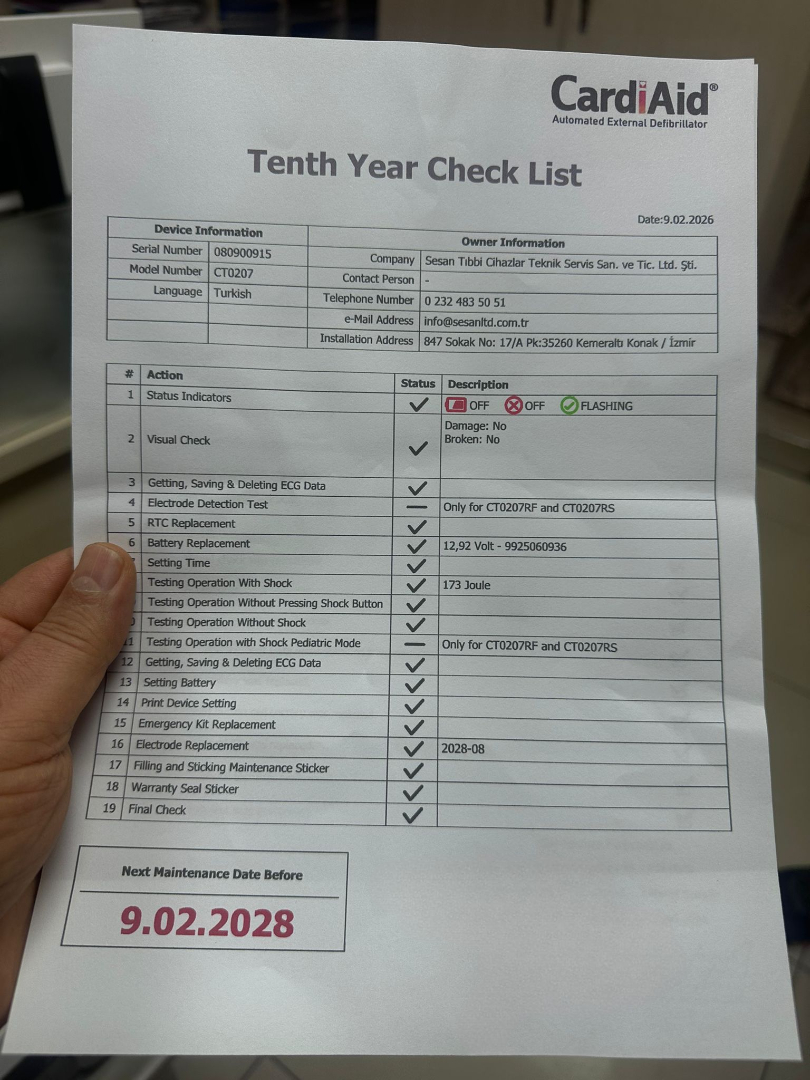 CardiAid®
Automated External Defibrillator
Tenth Year Check List
Date:9.02.2026
Device Information
Serial Number 080900915
Model Number CT0207
Language Turkish
Owner Information
Company Sesan Tıbbi Cihazlar Teknik Servis San. ve Tic. Ltd. Şti.
Contact Person -
Telephone Number 0 232 483 50 51
e-Mail Address info@sesanltd.com.tr
Installation Address 847 Sokak No: 17/A Pk:35260 Kemeraltı Konak / İzmir
# Action Status Description
1 Status Indicators ✓ OFF OFF FLASHING
2 Visual Check ✓ Damage: No
Broken: No
3 Getting, Saving & Deleting ECG Data ✓
4 Electrode Detection Test — Only for CT0207RF and CT0207RS
5 RTC Replacement ✓
6 Battery Replacement ✓ 12,92 Volt - 9925060936
Setting Time ✓
Testing Operation With Shock ✓ 173 Joule
Testing Operation Without Pressing Shock Button ✓
Testing Operation Without Shock ✓
11 Testing Operation with Shock Pediatric Mode — Only for CT0207RF and CT0207RS
12 Getting, Saving & Deleting ECG Data ✓
13 Setting Battery ✓
14 Print Device Setting ✓
15 Emergency Kit Replacement ✓
16 Electrode Replacement ✓ 2028-08
17 Filling and Sticking Maintenance Sticker ✓
18 Warranty Seal Sticker ✓
19 Final Check ✓
Next Maintenance Date Before
9.02.2028